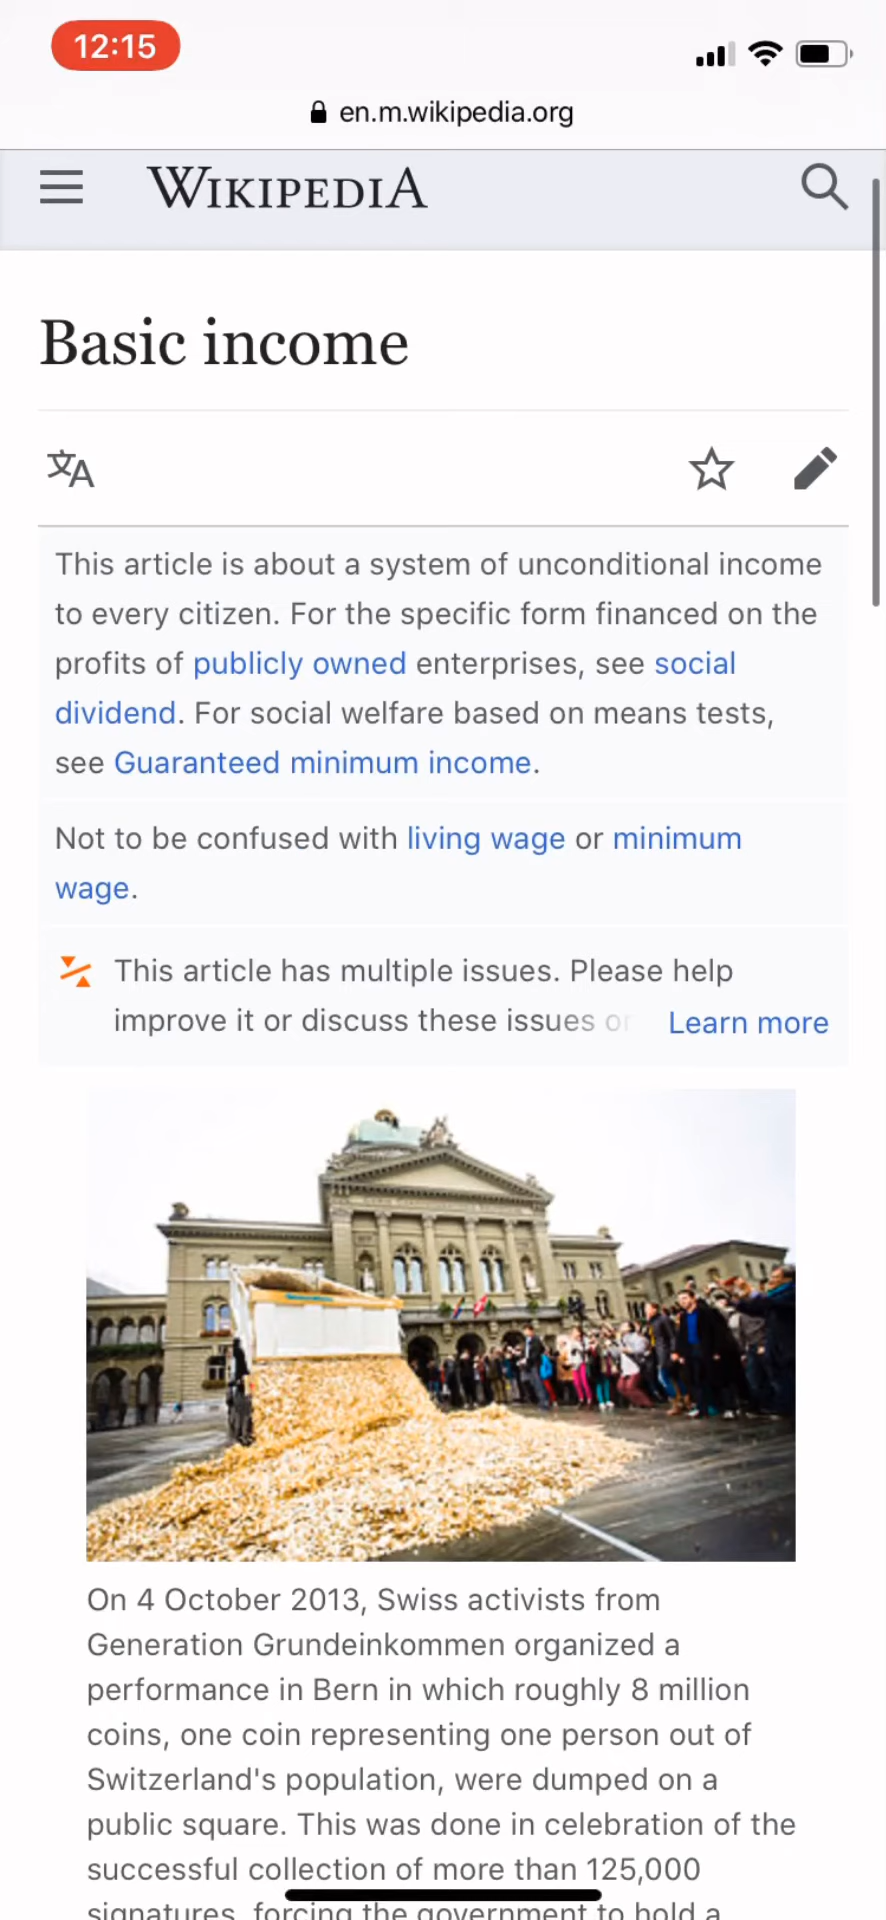 12:15
en.m.wikipedia.org
WIKIPEDIA
Basic income
文A
This article is about a system of unconditional income
to every citizen. For the specific form financed on the
profits of publicly owned enterprises, see social
dividend. For social welfare based on means tests,
see Guaranteed minimum income.
Not to be confused with living wage or minimum
wage.
This article has multiple issues. Please help
improve it or discuss these issues or Learn more
On 4 October 2013, Swiss activists from
Generation Grundeinkommen organized a
performance in Bern in which roughly 8 million
coins, one coin representing one person out of
Switzerland's population, were dumped on a
public square. This was done in celebration of the
successful collection of more than 125,000
signatures, forcing the government to hold a